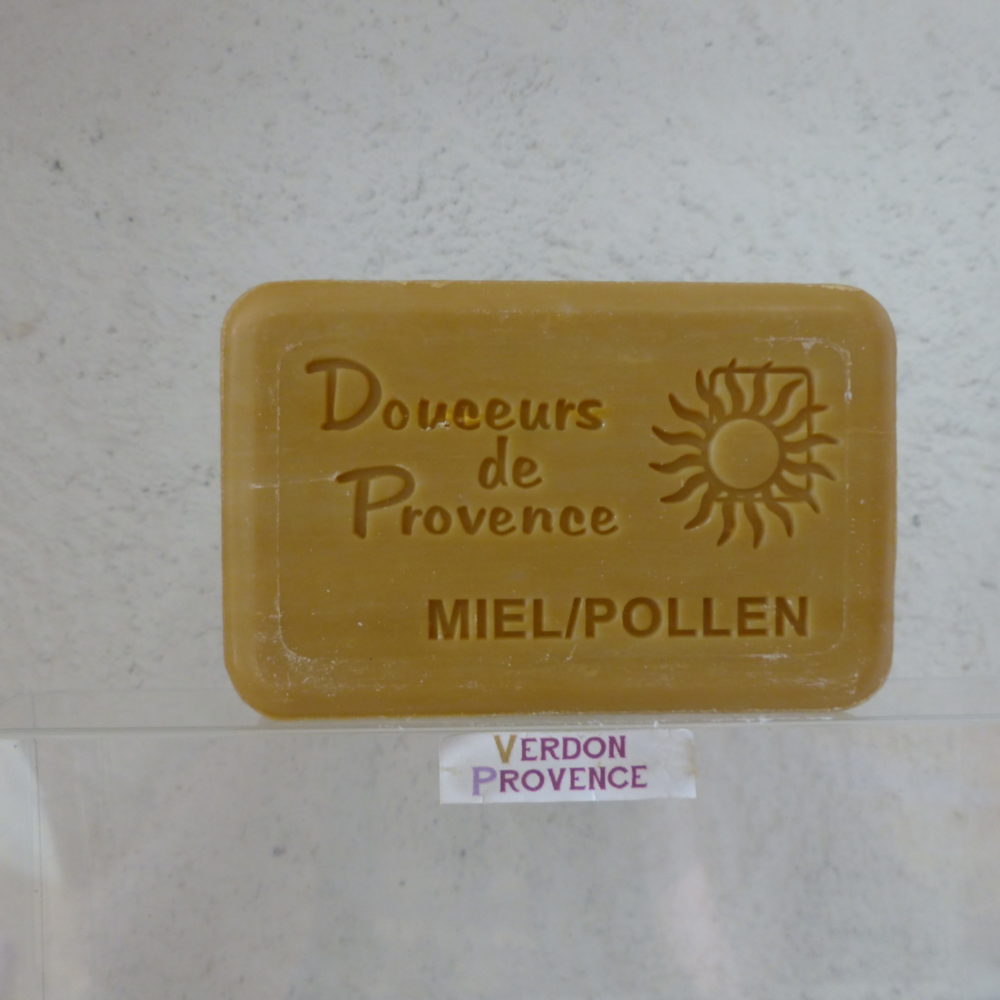 Douceurs
de
Provence
MIEL/POLLEN
VERDON
PROVENCE